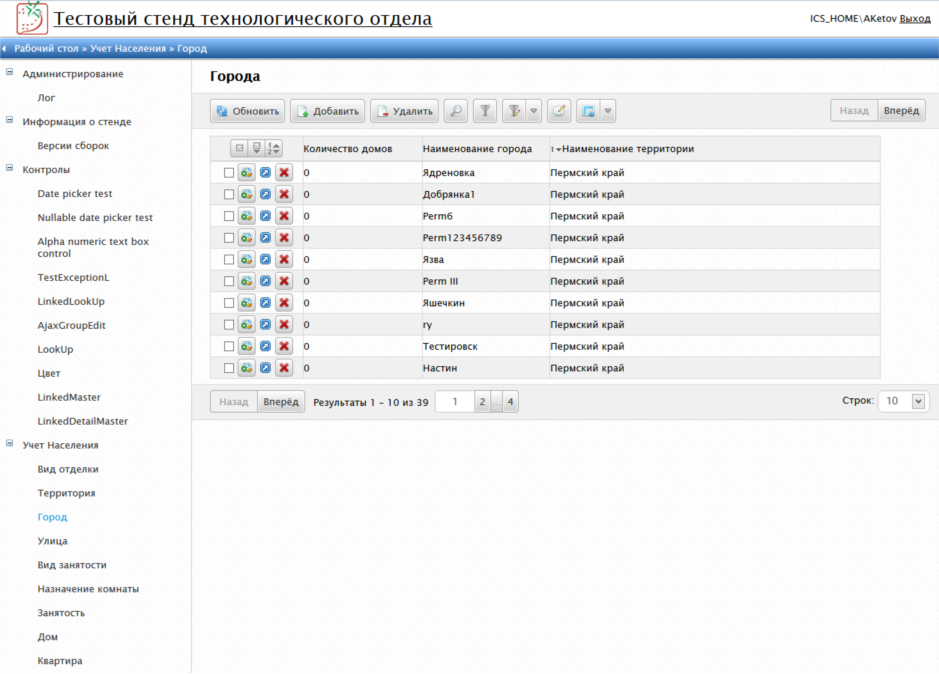 Тестовый стенд технологического отдела
ICS_HOME\AKetov Выход
Рабочий стол » Учет Населения » Город
Администрирование
Лог
Информация о стенде
Версии сборок
Контролы
Date picker test
Nullable date picker test
Alpha numeric text box
control
TestExceptionL
LinkedLookUp
AjaxGroupEdit
LookUp
Цвет
LinkedMaster
LinkedDetailMaster
Учет Населения
Вид отделки
Территория
Город
Улица
Вид занятости
Назначение комнаты
Занятость
Дом
Квартира
Города
Обновить Добавить Удалить Назад Вперёд
Количество домов Наименование города 1 Наименование территории
0 Ядреновка Пермский край
0 Добрянка1 Пермский край
0 Perm6 Пермский край
0 Perm123456789 Пермский край
0 Язва Пермский край
0 Perm III Пермский край
0 Яшечкин Пермский край
0 ry Пермский край
0 Тестировск Пермский край
0 Настин Пермский край
Назад Вперёд Результаты 1 - 10 из 39 1 2 ... 4 Строк: 10